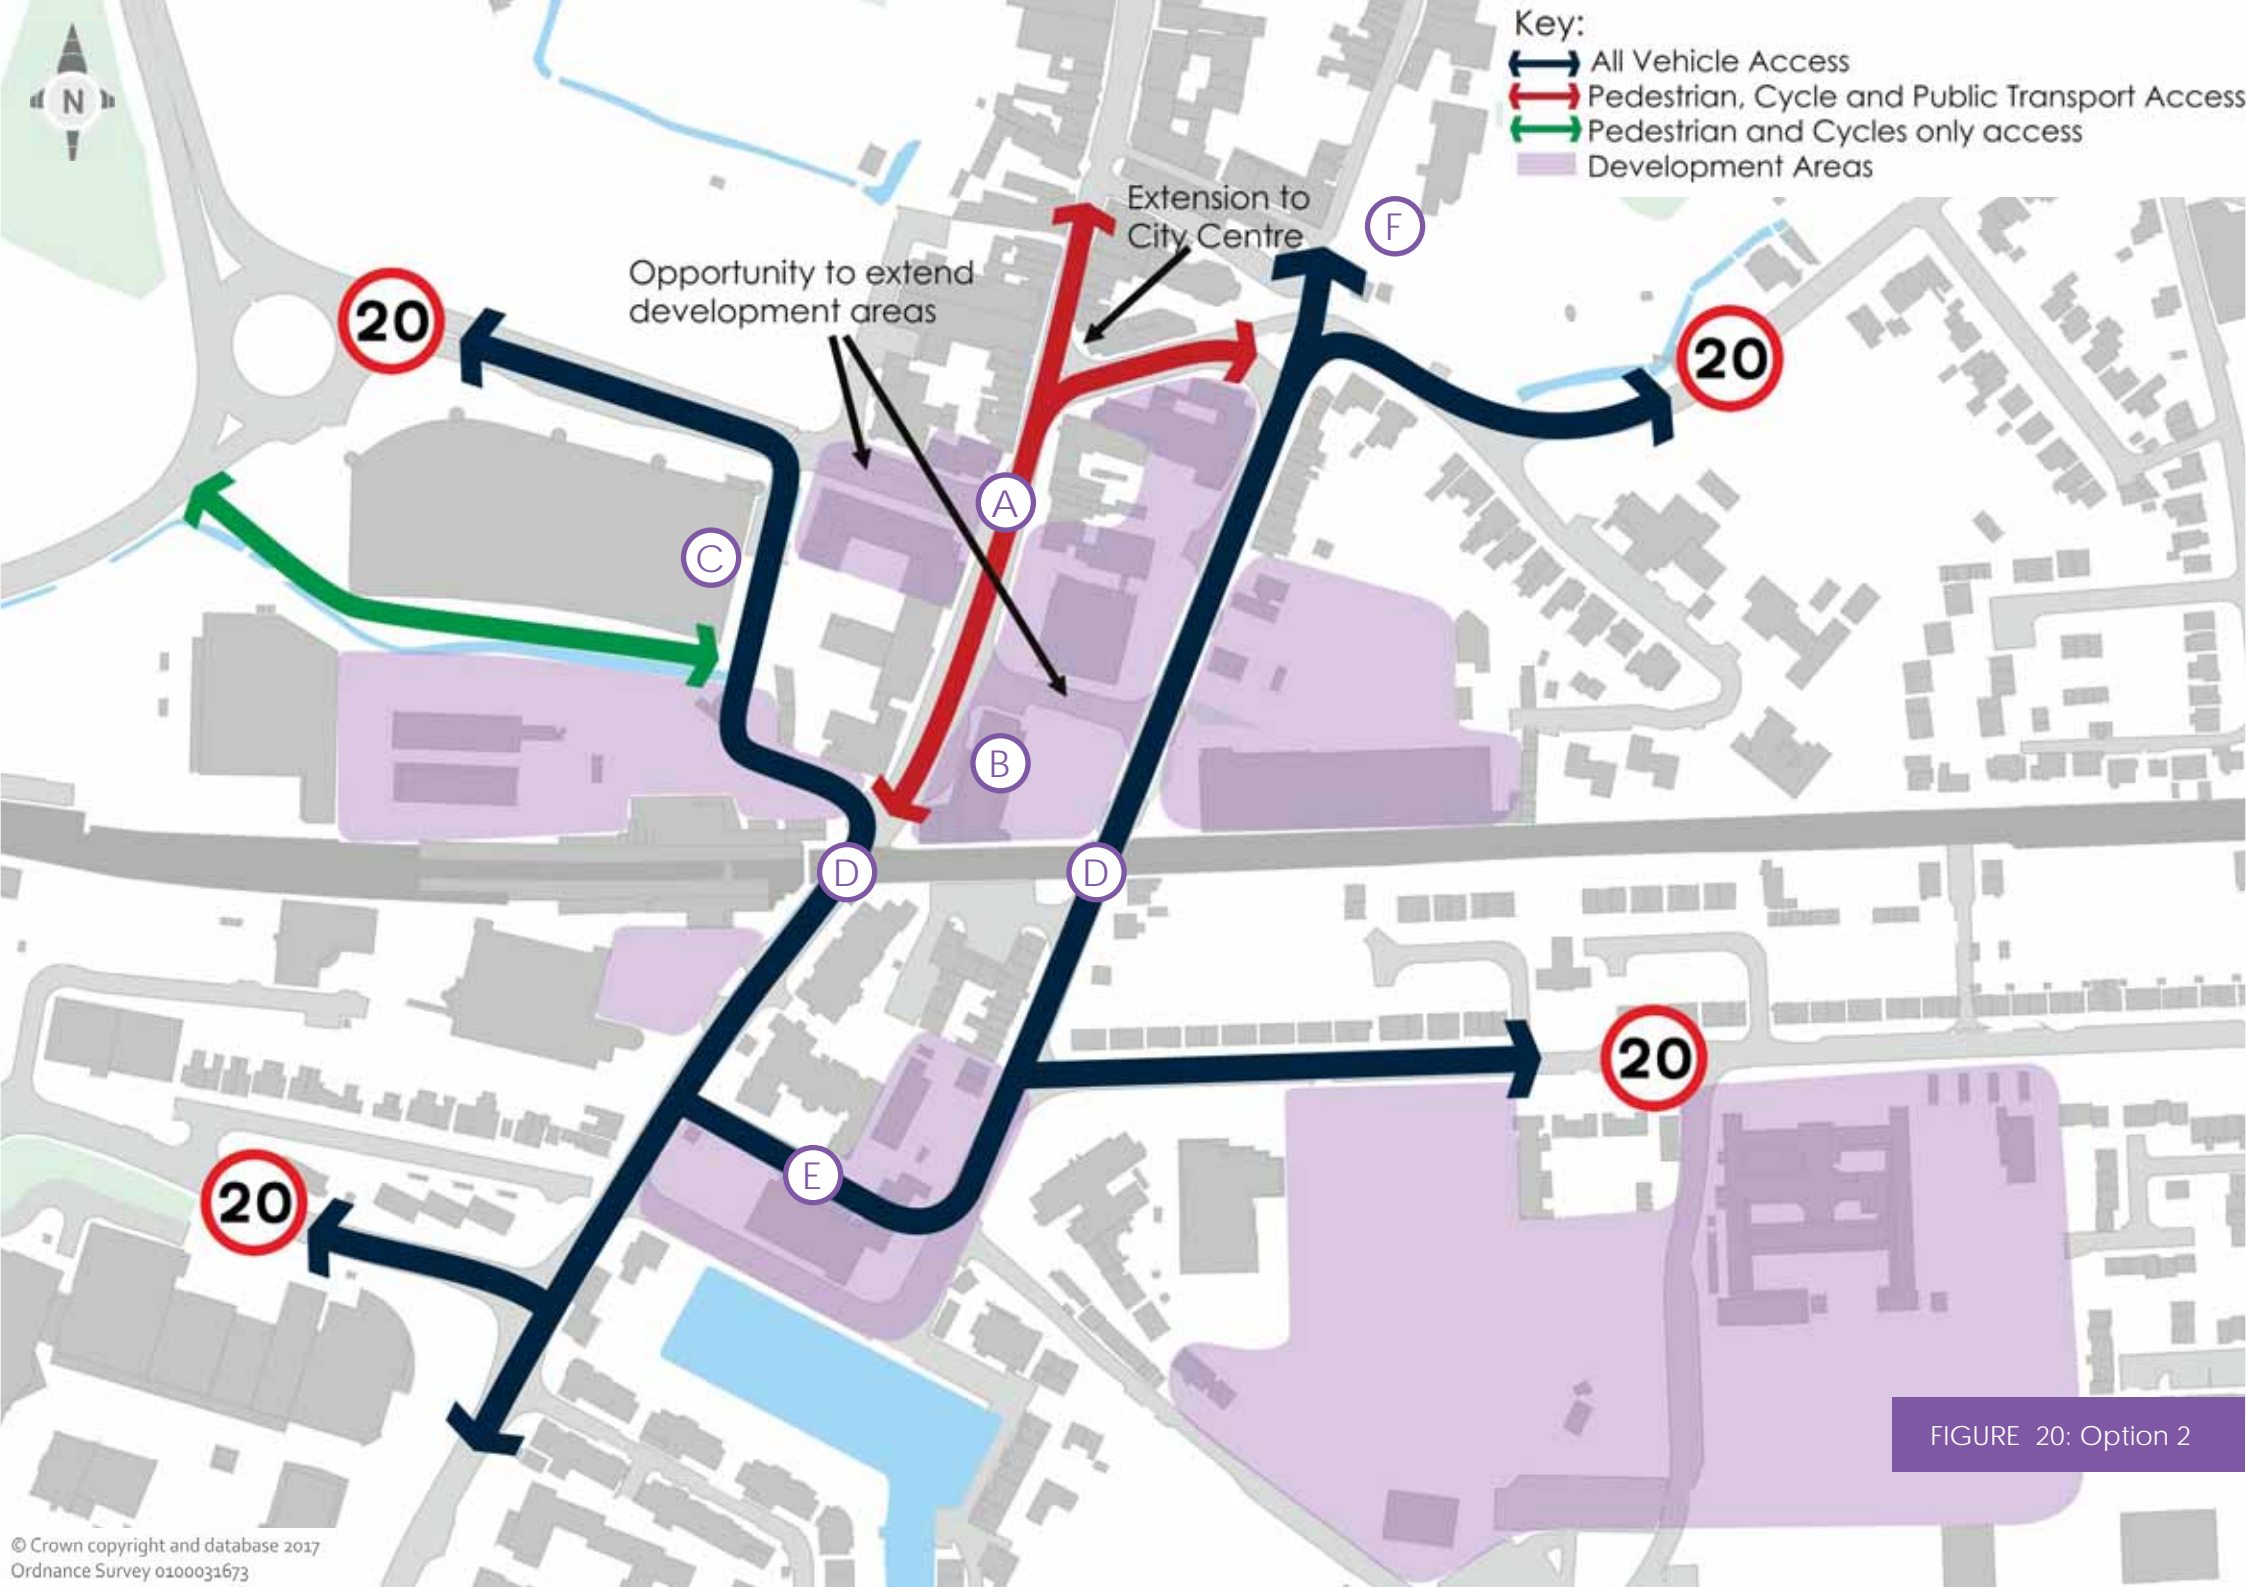 Key:
All Vehicle Access
Pedestrian, Cycle and Public Transport Access
Pedestrian and Cycles only access
Development Areas
N
Extension to
City Centre
F
Opportunity to extend
development areas
20
20
A
C
B
D
D
20
E
20
FIGURE 20: Option 2
© Crown copyright and database 2017
Ordnance Survey 0100031673